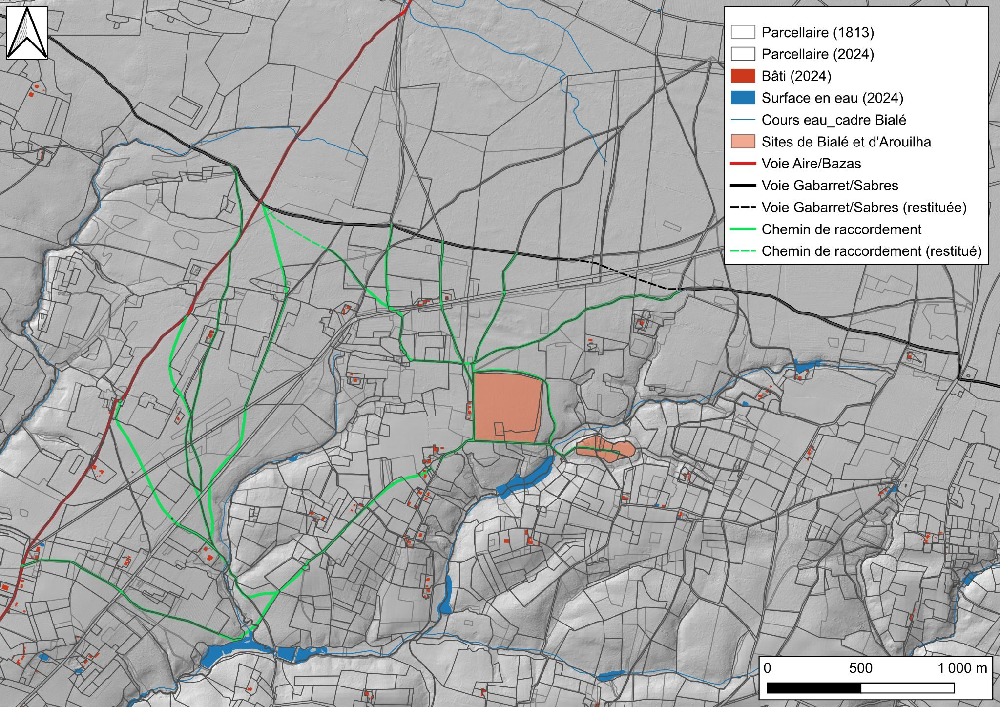 Parcellaire (1813)
Parcellaire (2024)
Bâti (2024)
Surface en eau (2024)
Cours eau_cadre Bialé
Sites de Bialé et d'Arouilha
Voie Aire/Bazas
Voie Gabarret/Sabres
Voie Gabarret/Sabres (restituée)
Chemin de raccordement
Chemin de raccordement (restitué)
0 500 1 000 m